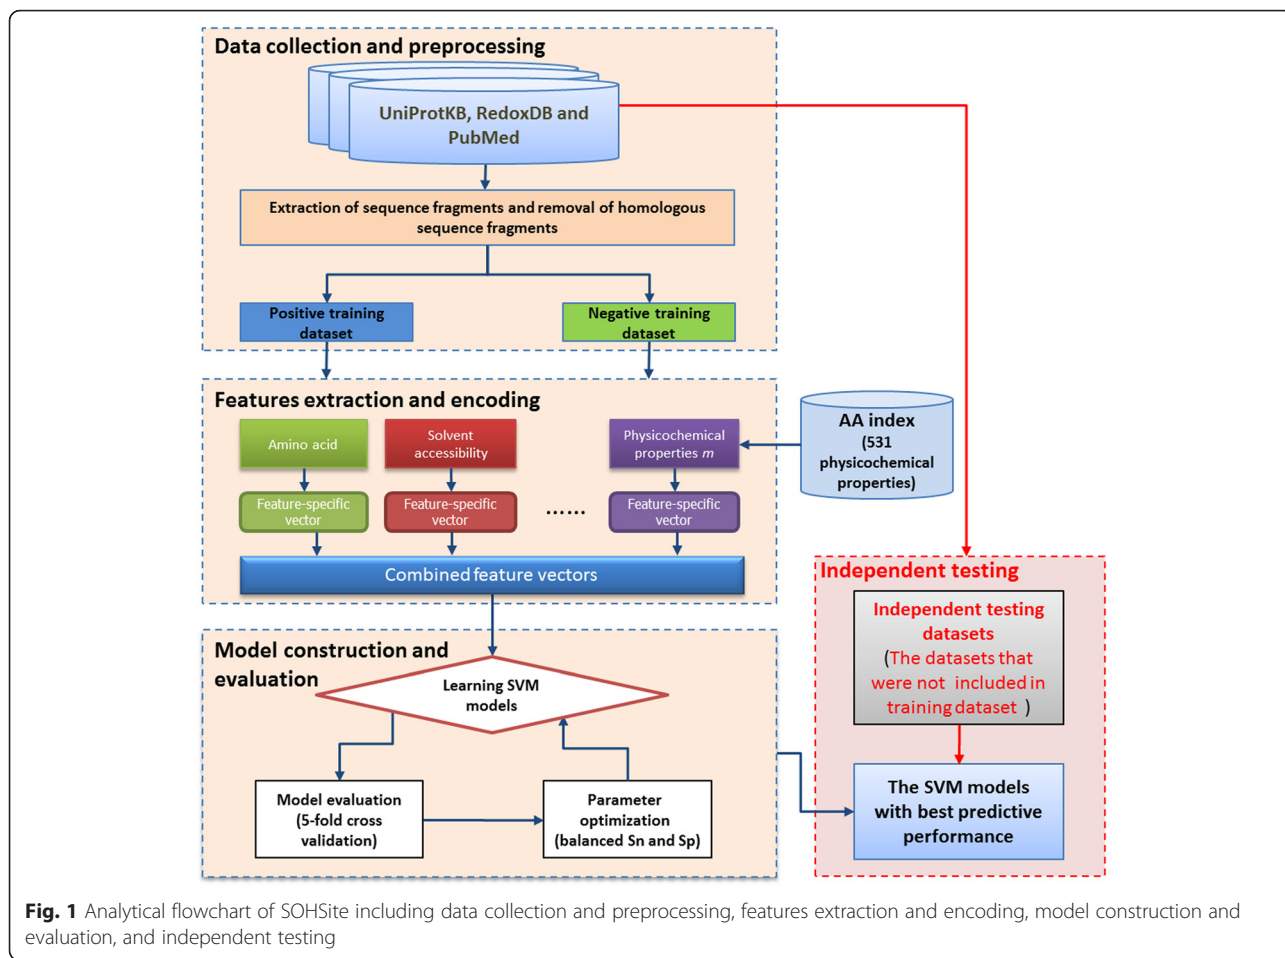 Data collection and preprocessing
UniProtKB, RedoxDB and
PubMed
Extraction of sequence fragments and removal of homologous
sequence fragments
Positive training
dataset
Negative training
dataset
Features extraction and encoding
Amino acid
Solvent
accessibility
Physicochemical
properties m
AA index
(531
physicochemical
properties)
Feature-specific
vector
Feature-specific
vector
......
Feature-specific
vector
Combined feature vectors
Model construction and
evaluation
Learning SVM
models
Model evaluation
(5-fold cross
validation)
Parameter
optimization
(balanced Sn and Sp)
Independent testing
Independent testing
datasets
(The datasets that
were not included in
training dataset )
The SVM models
with best predictive
performance
Fig. 1 Analytical flowchart of SOHSite including data collection and preprocessing, features extraction and encoding, model construction and
evaluation, and independent testing